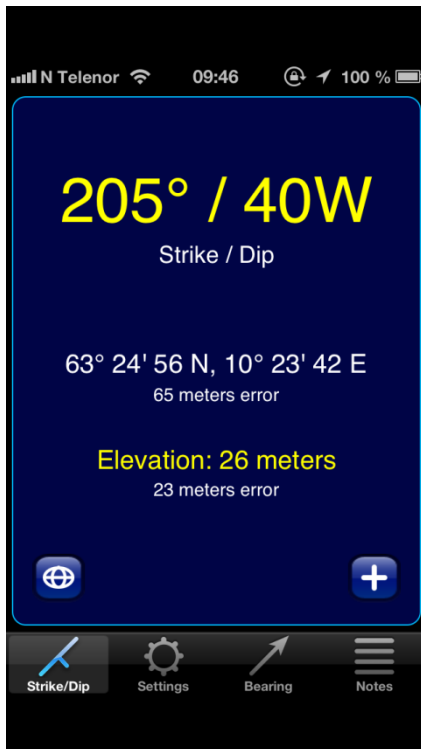 N Telenor 09:46 100 %
205° / 40W
Strike / Dip
63° 24' 56 N, 10° 23' 42 E
65 meters error
Elevation: 26 meters
23 meters error
Strike/Dip Settings Bearing Notes